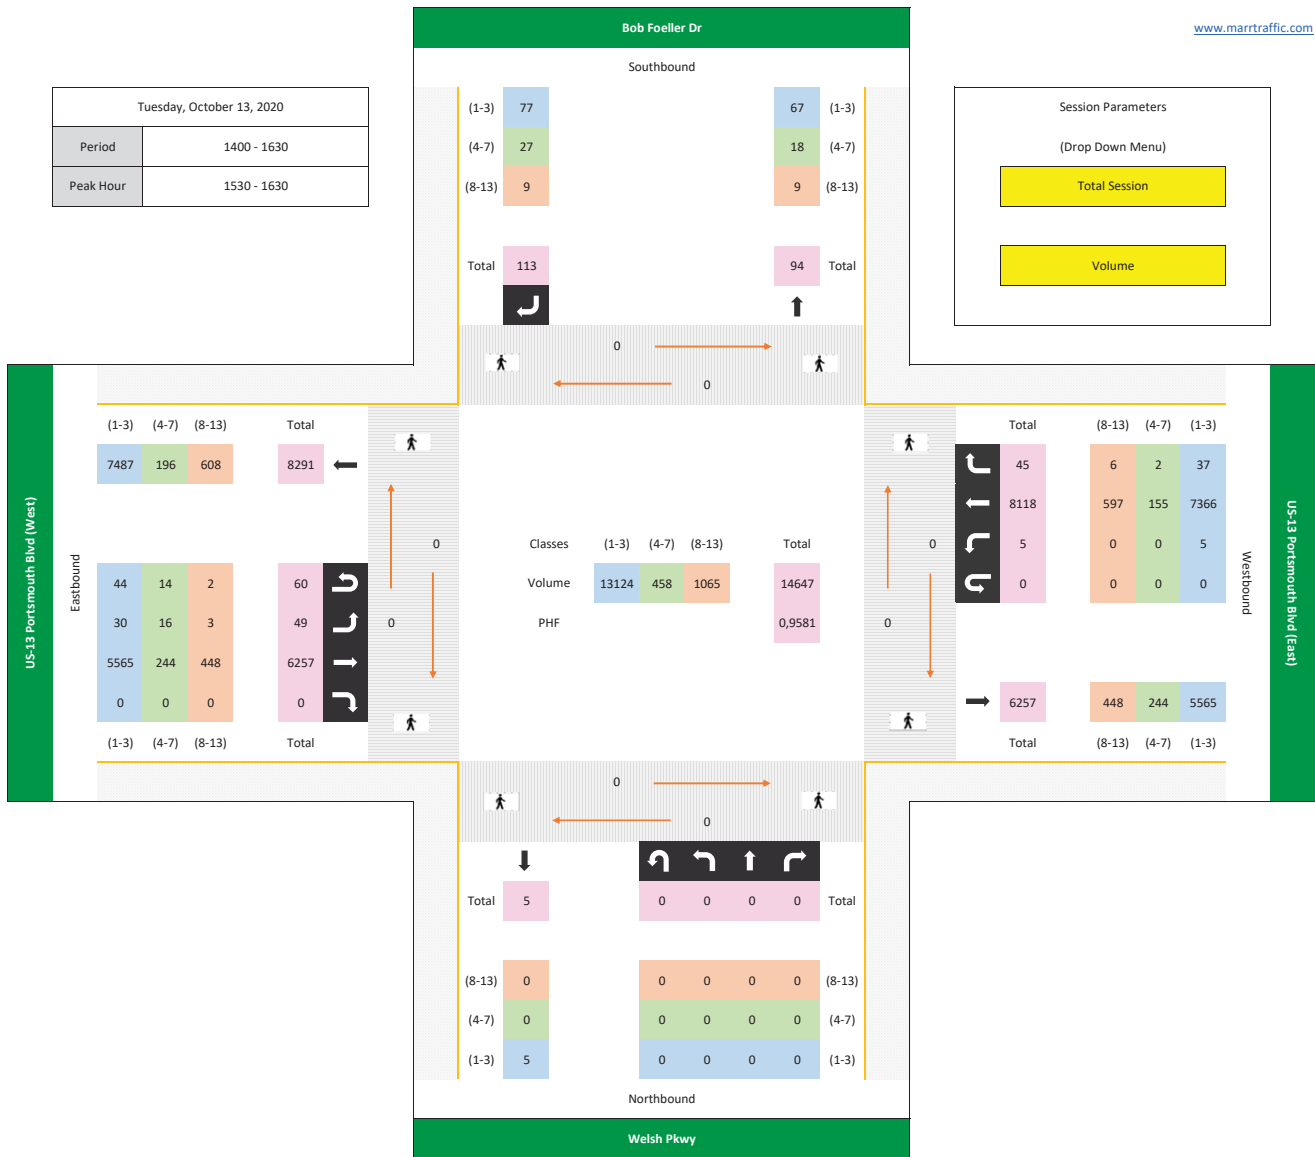 Bob Foeller Dr
www.marrtraffic.com
Southbound
Tuesday, October 13, 2020
Period 1400 - 1630
Peak Hour 1530 - 1630
(1-3) 77 67 (1-3)
(4-7) 27 18 (4-7)
(8-13) 9 9 (8-13)
Total 113 94 Total
Session Parameters
(Drop Down Menu)
Total Session
Volume
0
0
US-13 Portsmouth Blvd (West)
Eastbound
(1-3) (4-7) (8-13) Total
7487 196 608 8291
44 14 2 60
30 16 3 49
5565 244 448 6257
0 0 0 0
(1-3) (4-7) (8-13) Total
0
0
Classes (1-3) (4-7) (8-13) Total
Volume 13124 458 1065 14647
PHF 0,9581
0
0
Total (8-13) (4-7) (1-3)
45 6 2 37
8118 597 155 7366
5 0 0 5
0 0 0 0
6257 448 244 5565
Total (8-13) (4-7) (1-3)
Westbound
US-13 Portsmouth Blvd (East)
0
0
Total 5 0 0 0 0 Total
(8-13) 0 0 0 0 0 (8-13)
(4-7) 0 0 0 0 0 (4-7)
(1-3) 5 0 0 0 0 (1-3)
Northbound
Welsh Pkwy